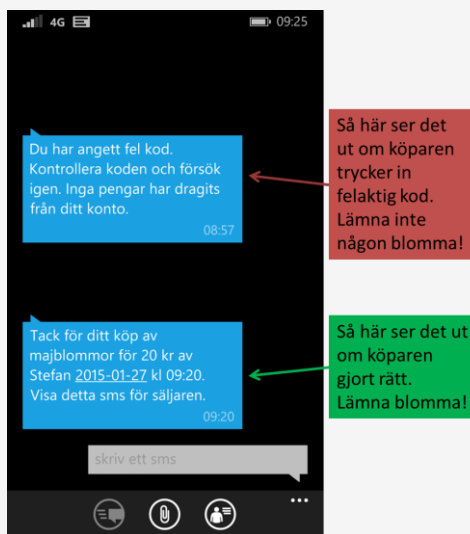 4G
09:25
Du har angett fel kod.
Kontrollera koden och försök
igen. Inga pengar har dragits
från ditt konto.
08:57
Så här ser det
ut om köparen
trycker in
felaktig kod.
Lämna inte
någon blomma!
Tack för ditt köp av
majblommor för 20 kr av
Stefan 2015-01-27 kl 09:20.
Visa detta sms för säljaren.
09:20
Så här ser det ut
om köparen
gjort rätt.
Lämna blomma!
skriv ett sms